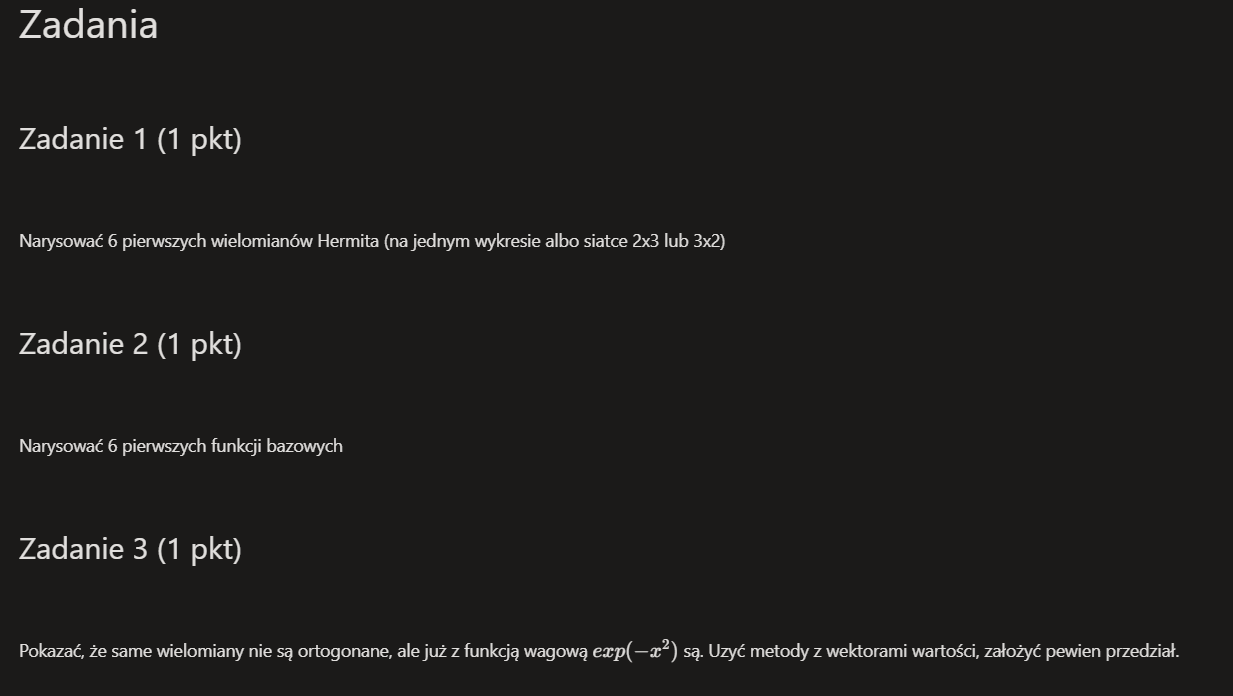 Zadania
Zadanie 1 (1 pkt)
Narysować 6 pierwszych wielomianów Hermita (na jednym wykresie albo siatce 2x3 lub 3x2)
Zadanie 2 (1 pkt)
Narysować 6 pierwszych funkcji bazowych
Zadanie 3 (1 pkt)
Pokazać, że same wielomiany nie są ortogonane, ale już z funkcją wagową exp(−x²) są. Uzyć metody z wektorami wartości, założyć pewien przedział.